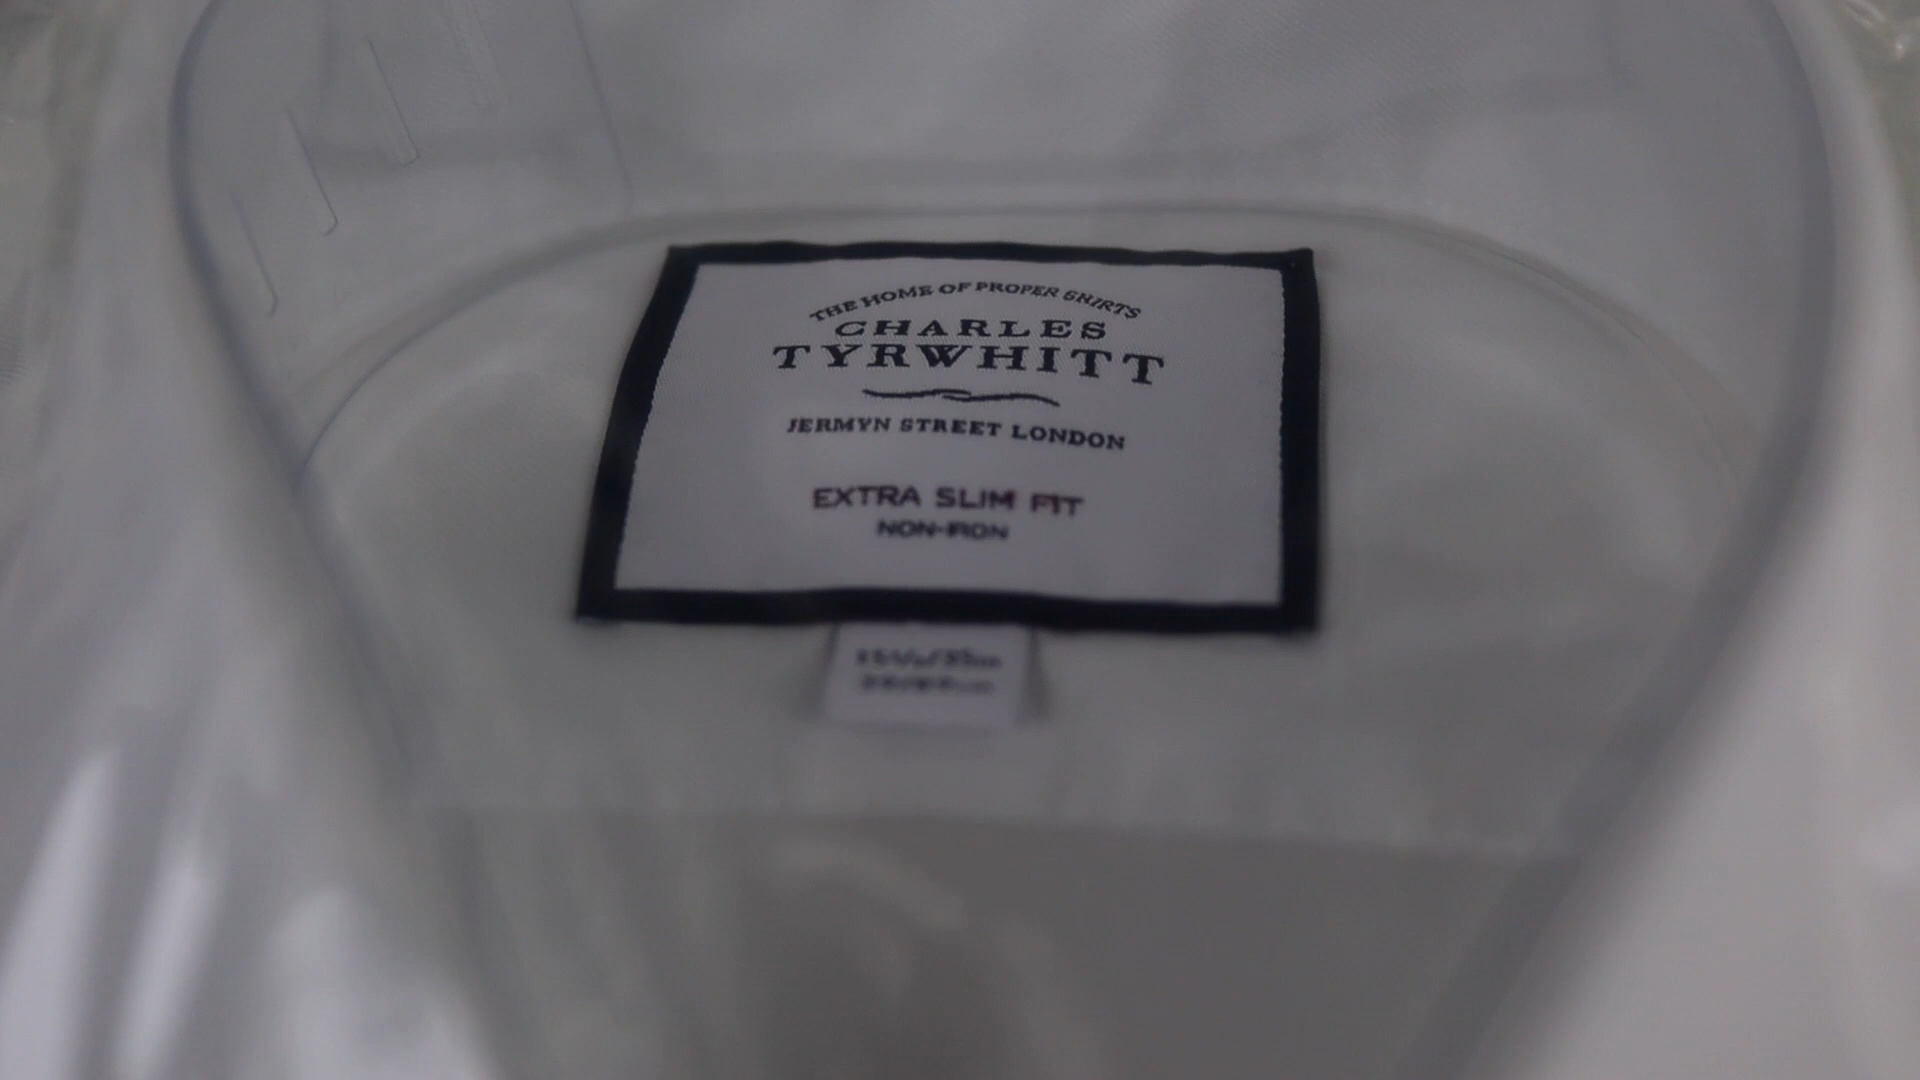 THE HOME OF PROPER SHIRTS
CHARLES
TYRWHITT
JERMYN STREET LONDON
EXTRA SLIM FIT
NON-IRON